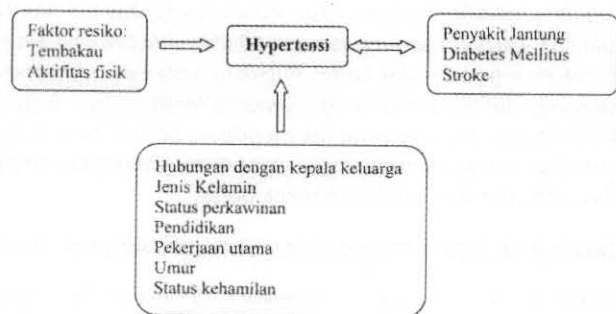 Faktor resiko:
Tembakau
Aktifitas fisik
Hypertensi
Penyakit Jantung
Diabetes Mellitus
Stroke
Hubungan dengan kepala keluarga
Jenis Kelamin
Status perkawinan
Pendidikan
Pekerjaan utama
Umur
Status kehamilan